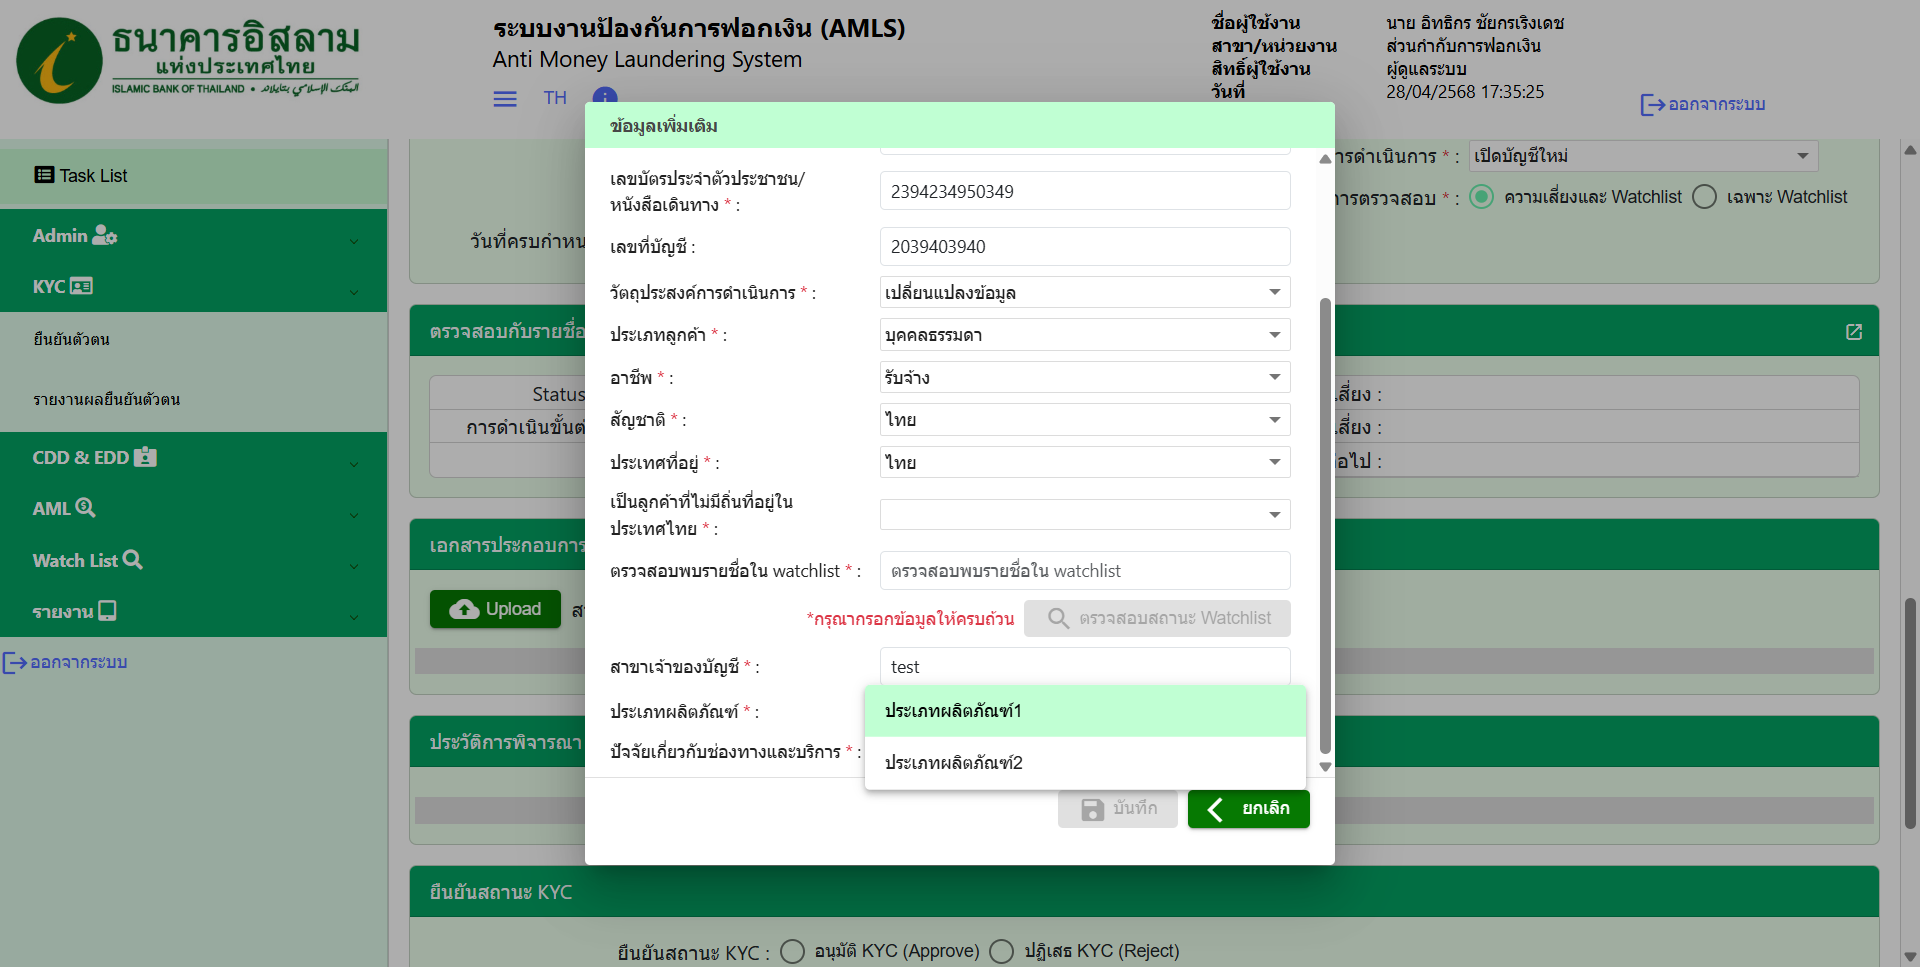 ธนาคารอิสลาม
แห่งประเทศไทย
ISLAMIC BANK OF THAILAND •
ระบบงานป้องกันการฟอกเงิน (AMLS)
Anti Money Laundering System
TH
ชื่อผู้ใช้งาน นาย อิทธิกร ชัยกรเริงเดช
สาขา/หน่วยงาน ส่วนกำกับการฟอกเงิน
สิทธิ์ผู้ใช้งาน ผู้ดูแลระบบ
วันที่ 28/04/2568 17:35:25
ออกจากระบบ
Task List
Admin
KYC
ยืนยันตัวตน
รายงานผลยืนยันตัวตน
CDD & EDD
AML
Watch List
รายงาน
ออกจากระบบ
ารดำเนินการ * : เปิดบัญชีใหม่
การตรวจสอบ * : ความเสี่ยงและ Watchlist เฉพาะ Watchlist
วันที่ครบกำหน
ตรวจสอบกับรายชื่อ
Status
เสี่ยง :
การดำเนินขั้นต่
เสี่ยง :
อไป :
เอกสารประกอบการ
Upload
ประวัติการพิจารณา
ยืนยันสถานะ KYC
ยืนยันสถานะ KYC : อนุมัติ KYC (Approve) ปฏิเสธ KYC (Reject)
ข้อมูลเพิ่มเติม
เลขบัตรประจำตัวประชาชน/
หนังสือเดินทาง * : 2394234950349
เลขที่บัญชี : 2039403940
วัตถุประสงค์การดำเนินการ * : เปลี่ยนแปลงข้อมูล
ประเภทลูกค้า * : บุคคลธรรมดา
อาชีพ * : รับจ้าง
สัญชาติ * : ไทย
ประเทศที่อยู่ * : ไทย
เป็นลูกค้าที่ไม่มีถิ่นที่อยู่ใน
ประเทศไทย * :
ตรวจสอบพบรายชื่อใน watchlist * : ตรวจสอบพบรายชื่อใน watchlist
*กรุณากรอกข้อมูลให้ครบถ้วน ตรวจสอบสถานะ Watchlist
สาขาเจ้าของบัญชี * : test
ประเภทผลิตภัณฑ์ * : ประเภทผลิตภัณฑ์1
ปัจจัยเกี่ยวกับช่องทางและบริการ * : ประเภทผลิตภัณฑ์2
บันทึก ยกเลิก